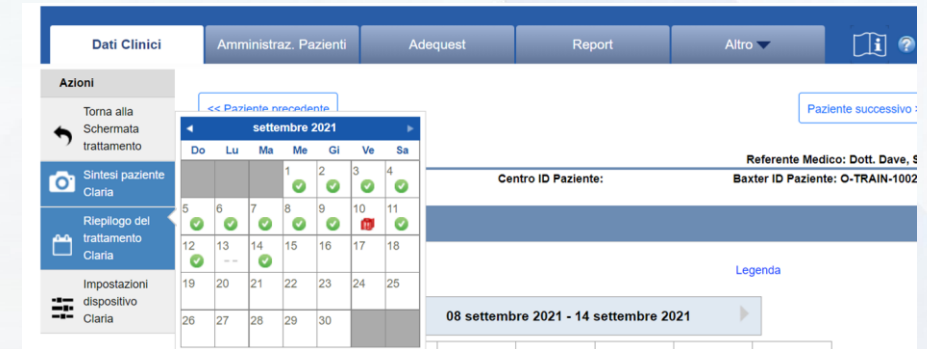 Dati Clinici
Amministraz. Pazienti
Adequest
Report
Altro
Azioni
Torna alla
Schermata
trattamento
Sintesi paziente
Claria
Riepilogo del
trattamento
Claria
Impostazioni
dispositivo
Claria
<< Paziente precedente
Paziente successivo
settembre 2021
Do Lu Ma Me Gi Ve Sa
1 2 3 4
5 6 7 8 9 10 11
12 13 14 15 16 17 18
-- 
19 20 21 22 23 24 25
26 27 28 29 30
Referente Medico: Dott. Dave, S
Centro ID Paziente:
Baxter ID Paziente: O-TRAIN-1002
Legenda
08 settembre 2021 - 14 settembre 2021